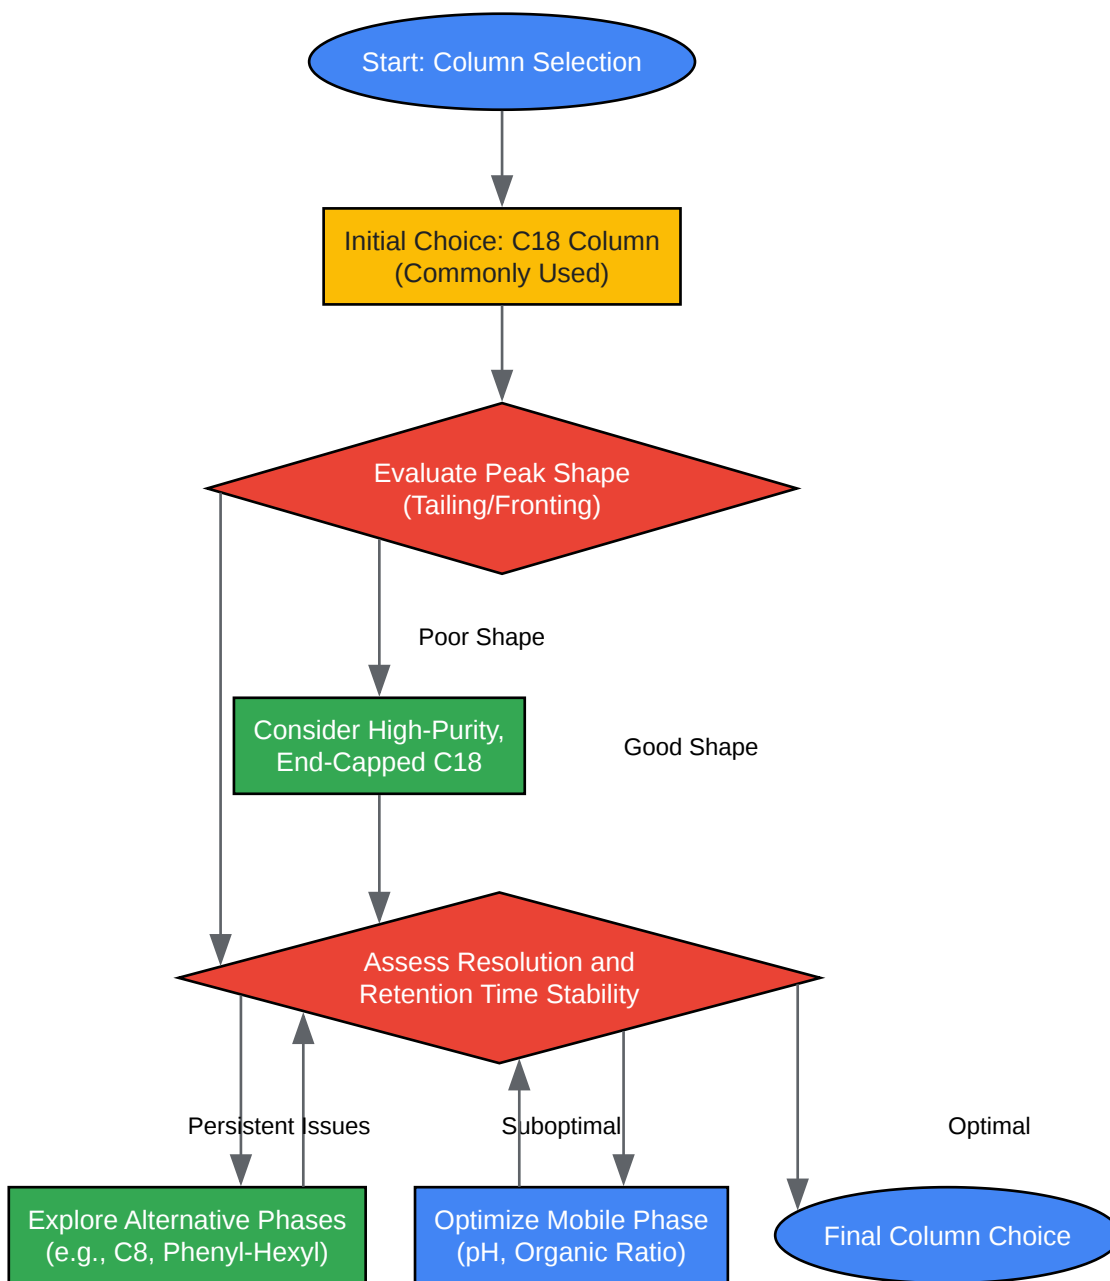 Start: Column Selection
Initial Choice: C18 Column
(Commonly Used)
Evaluate Peak Shape
(Tailing/Fronting)
Poor Shape
Consider High-Purity,
End-Capped C18
Good Shape
Assess Resolution and
Retention Time Stability
Persistent Issues
Suboptimal
Optimal
Explore Alternative Phases
(e.g., C8, Phenyl-Hexyl)
Optimize Mobile Phase
(pH, Organic Ratio)
Final Column Choice